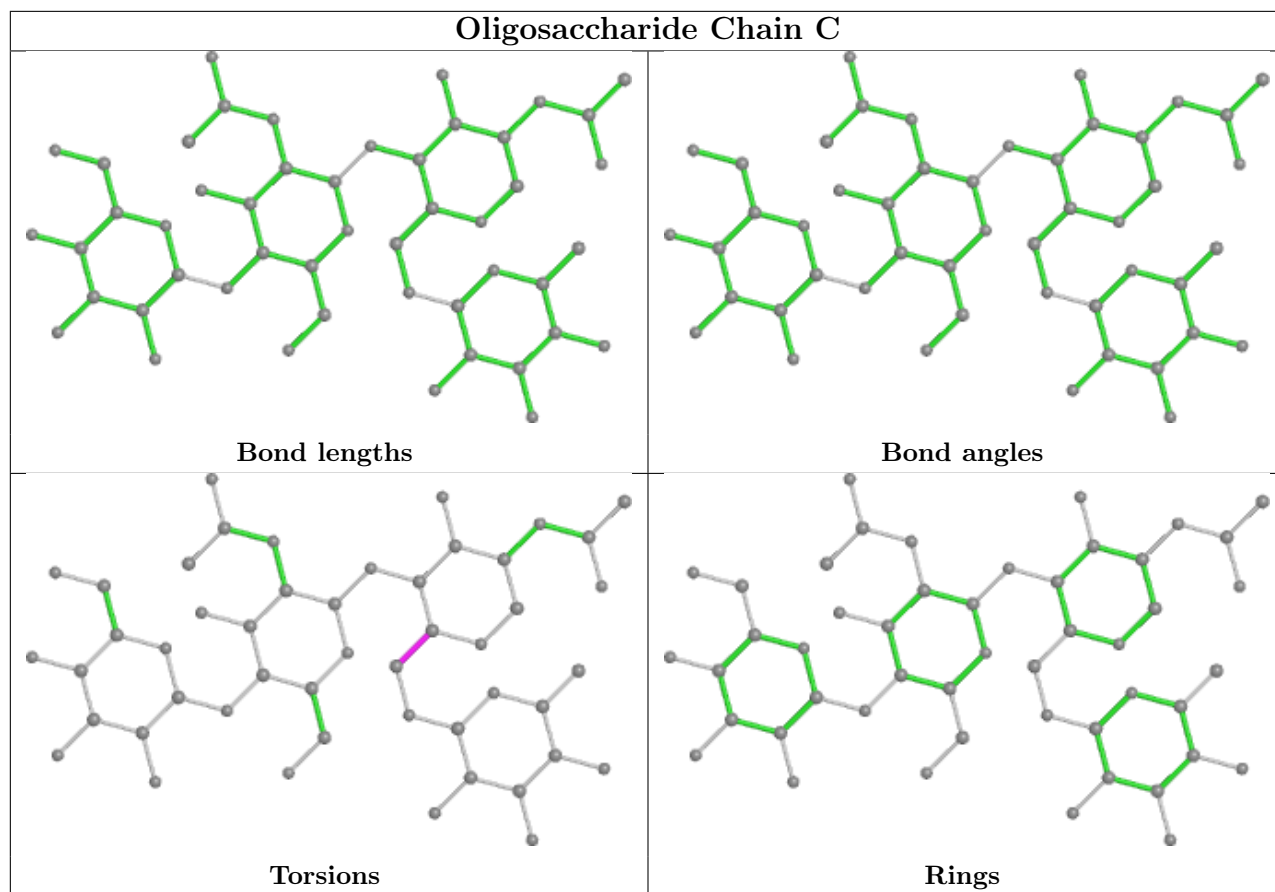 Oligosaccharide Chain C
Bond lengths
Bond angles
Torsions
Rings